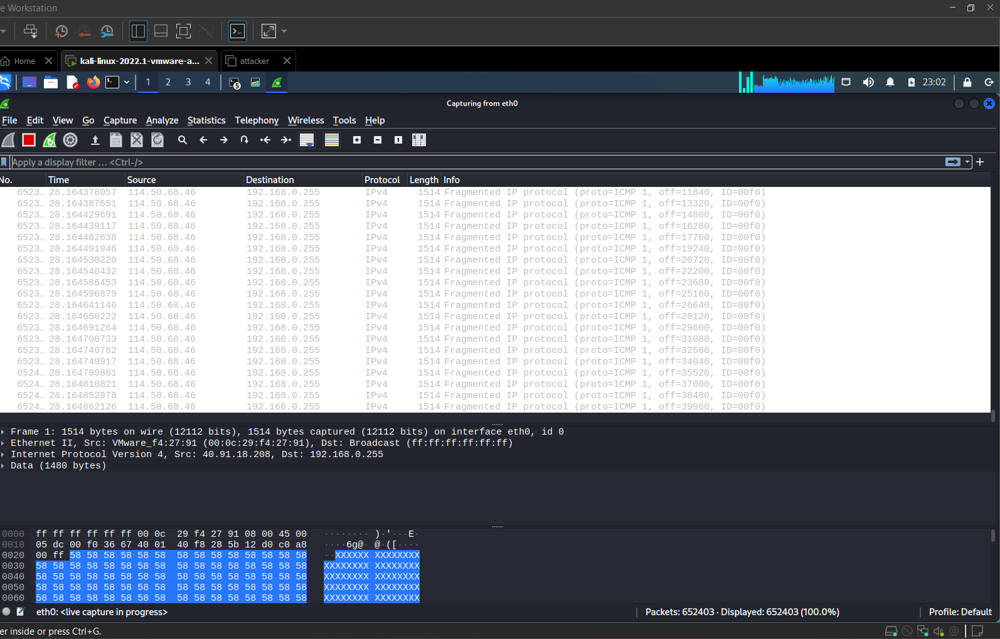 e Workstation
Home
kali-linux-2022.1-vmware-a...
attacker
1 2 3 4 5 23:02
Capturing from eth0
File Edit View Go Capture Analyze Statistics Telephony Wireless Tools Help
Apply a display filter ... <Ctrl-/>
No. Time Source Destination Protocol Length Info
6523... 28.164378057 114.50.68.46 192.168.0.255 IPv4 1514 Fragmented IP protocol (proto=ICMP 1, off=11840, ID=00f0)
6523... 28.164387651 114.50.68.46 192.168.0.255 IPv4 1514 Fragmented IP protocol (proto=ICMP 1, off=13320, ID=00f0)
6523... 28.164429691 114.50.68.46 192.168.0.255 IPv4 1514 Fragmented IP protocol (proto=ICMP 1, off=14800, ID=00f0)
6523... 28.164439117 114.50.68.46 192.168.0.255 IPv4 1514 Fragmented IP protocol (proto=ICMP 1, off=16280, ID=00f0)
6523... 28.164482638 114.50.68.46 192.168.0.255 IPv4 1514 Fragmented IP protocol (proto=ICMP 1, off=17760, ID=00f0)
6523... 28.164491946 114.50.68.46 192.168.0.255 IPv4 1514 Fragmented IP protocol (proto=ICMP 1, off=19240, ID=00f0)
6523... 28.164530220 114.50.68.46 192.168.0.255 IPv4 1514 Fragmented IP protocol (proto=ICMP 1, off=20720, ID=00f0)
6523... 28.164540432 114.50.68.46 192.168.0.255 IPv4 1514 Fragmented IP protocol (proto=ICMP 1, off=22200, ID=00f0)
6523... 28.164586453 114.50.68.46 192.168.0.255 IPv4 1514 Fragmented IP protocol (proto=ICMP 1, off=23680, ID=00f0)
6523... 28.164596879 114.50.68.46 192.168.0.255 IPv4 1514 Fragmented IP protocol (proto=ICMP 1, off=25160, ID=00f0)
6523... 28.164641146 114.50.68.46 192.168.0.255 IPv4 1514 Fragmented IP protocol (proto=ICMP 1, off=26640, ID=00f0)
6523... 28.164650222 114.50.68.46 192.168.0.255 IPv4 1514 Fragmented IP protocol (proto=ICMP 1, off=28120, ID=00f0)
6523... 28.164691264 114.50.68.46 192.168.0.255 IPv4 1514 Fragmented IP protocol (proto=ICMP 1, off=29600, ID=00f0)
6523... 28.164700733 114.50.68.46 192.168.0.255 IPv4 1514 Fragmented IP protocol (proto=ICMP 1, off=31080, ID=00f0)
6523... 28.164740782 114.50.68.46 192.168.0.255 IPv4 1514 Fragmented IP protocol (proto=ICMP 1, off=32560, ID=00f0)
6523... 28.164749917 114.50.68.46 192.168.0.255 IPv4 1514 Fragmented IP protocol (proto=ICMP 1, off=34040, ID=00f0)
6524... 28.164799861 114.50.68.46 192.168.0.255 IPv4 1514 Fragmented IP protocol (proto=ICMP 1, off=35520, ID=00f0)
6524... 28.164810821 114.50.68.46 192.168.0.255 IPv4 1514 Fragmented IP protocol (proto=ICMP 1, off=37000, ID=00f0)
6524... 28.164852978 114.50.68.46 192.168.0.255 IPv4 1514 Fragmented IP protocol (proto=ICMP 1, off=38480, ID=00f0)
6524... 28.164862126 114.50.68.46 192.168.0.255 IPv4 1514 Fragmented IP protocol (proto=ICMP 1, off=39960, ID=00f0)
Frame 1: 1514 bytes on wire (12112 bits), 1514 bytes captured (12112 bits) on interface eth0, id 0
Ethernet II, Src: VMware_f4:27:91 (00:0c:29:f4:27:91), Dst: Broadcast (ff:ff:ff:ff:ff:ff)
Internet Protocol Version 4, Src: 40.91.18.208, Dst: 192.168.0.255
Data (1480 bytes)
0000 ff ff ff ff ff ff 00 0c 29 f4 27 91 08 00 45 00 ········ )·'···E·
0010 05 dc 00 f0 36 67 40 01 40 f8 28 5b 12 d0 c0 a8 ····6g@· @·([····
0020 00 ff 58 58 58 58 58 58 58 58 58 58 58 58 58 58 ··XXXXXX XXXXXXXX
0030 58 58 58 58 58 58 58 58 58 58 58 58 58 58 58 58 XXXXXXXX XXXXXXXX
0040 58 58 58 58 58 58 58 58 58 58 58 58 58 58 58 58 XXXXXXXX XXXXXXXX
0050 58 58 58 58 58 58 58 58 58 58 58 58 58 58 58 58 XXXXXXXX XXXXXXXX
0060 58 58 58 58 58 58 58 58 58 58 58 58 58 58 58 58 XXXXXXXX XXXXXXXX
eth0: <live capture in progress> Packets: 652403 · Displayed: 652403 (100.0%) Profile: Default
er inside or press Ctrl+G.